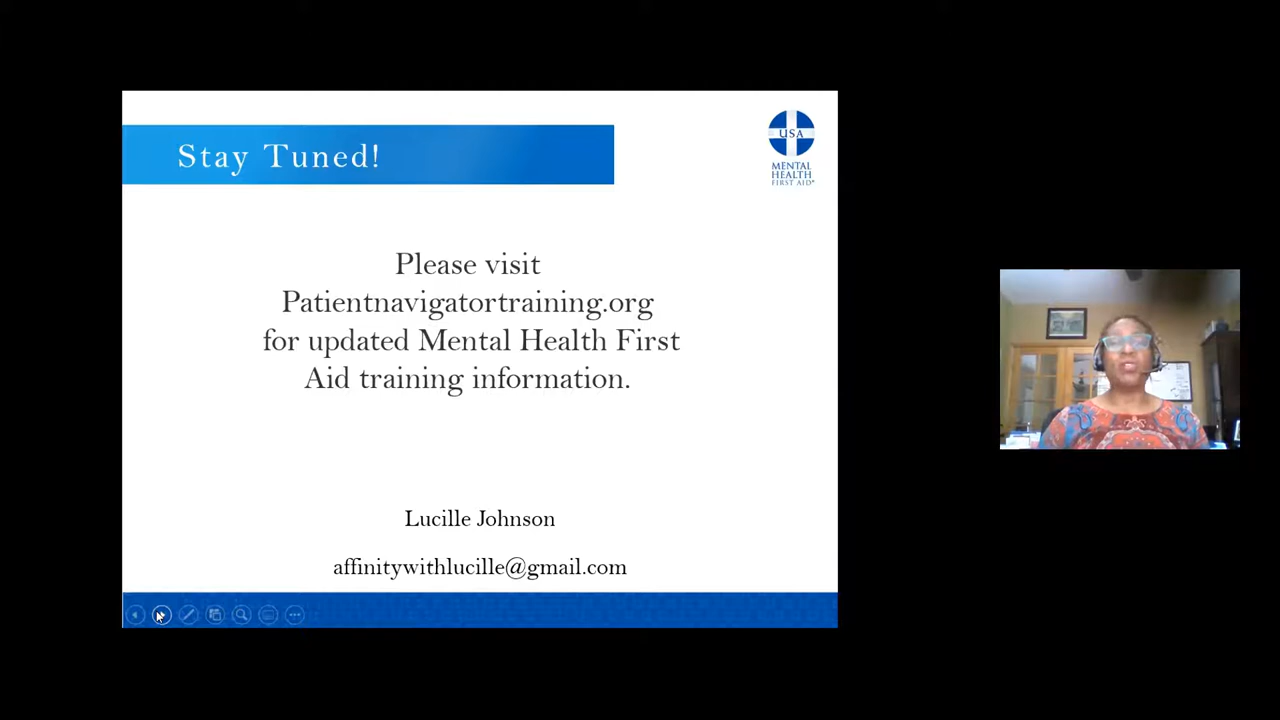 Stay Tuned!
USA
MENTAL
HEALTH
FIRST AID®
Please visit
Patientnavigatortraining.org
for updated Mental Health First
Aid training information.
Lucille Johnson
affinitywithlucille@gmail.com